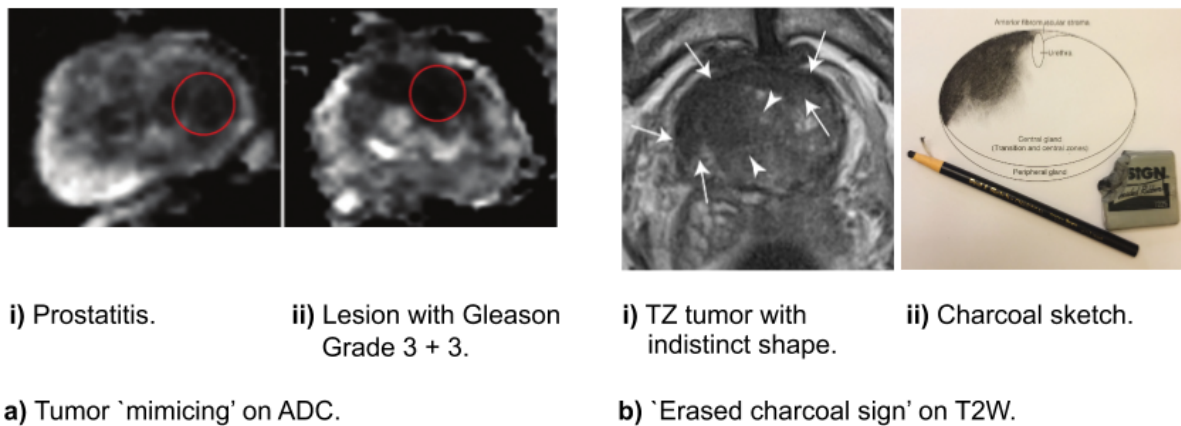 Anterior fibromuscular stroma
Urethra
Central gland
(Transition and central zones)
Peripheral gland
SIGN
i) Prostatitis.
ii) Lesion with Gleason
Grade 3 + 3.
i) TZ tumor with
indistinct shape.
ii) Charcoal sketch.
a) Tumor `mimicing' on ADC.
b) `Erased charcoal sign' on T2W.